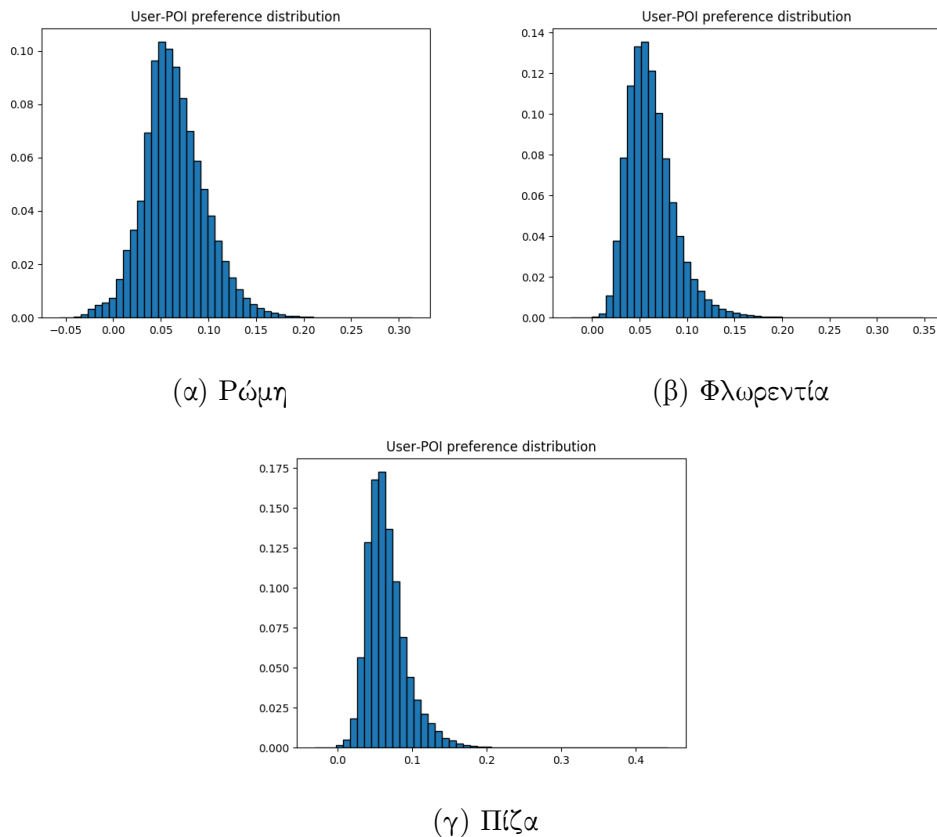 User-POI preference distribution
0.10
0.08
0.06
0.04
0.02
0.00
−0.05 0.00 0.05 0.10 0.15 0.20 0.25 0.30
(α) Ρώμη
User-POI preference distribution
0.14
0.12
0.10
0.08
0.06
0.04
0.02
0.00
0.00 0.05 0.10 0.15 0.20 0.25 0.30 0.35
(β) Φλωρεντία
User-POI preference distribution
0.175
0.150
0.125
0.100
0.075
0.050
0.025
0.000
0.0 0.1 0.2 0.3 0.4
(γ) Πίζα